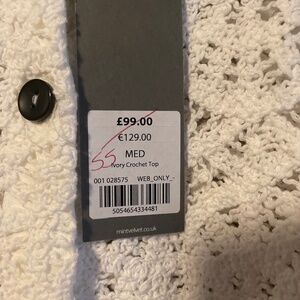 £99.00
€129.00
MED
55
Ivory Crochet Top
001 028575 WEB_ONLY_-
5054654334481
mintvelvet.co.uk